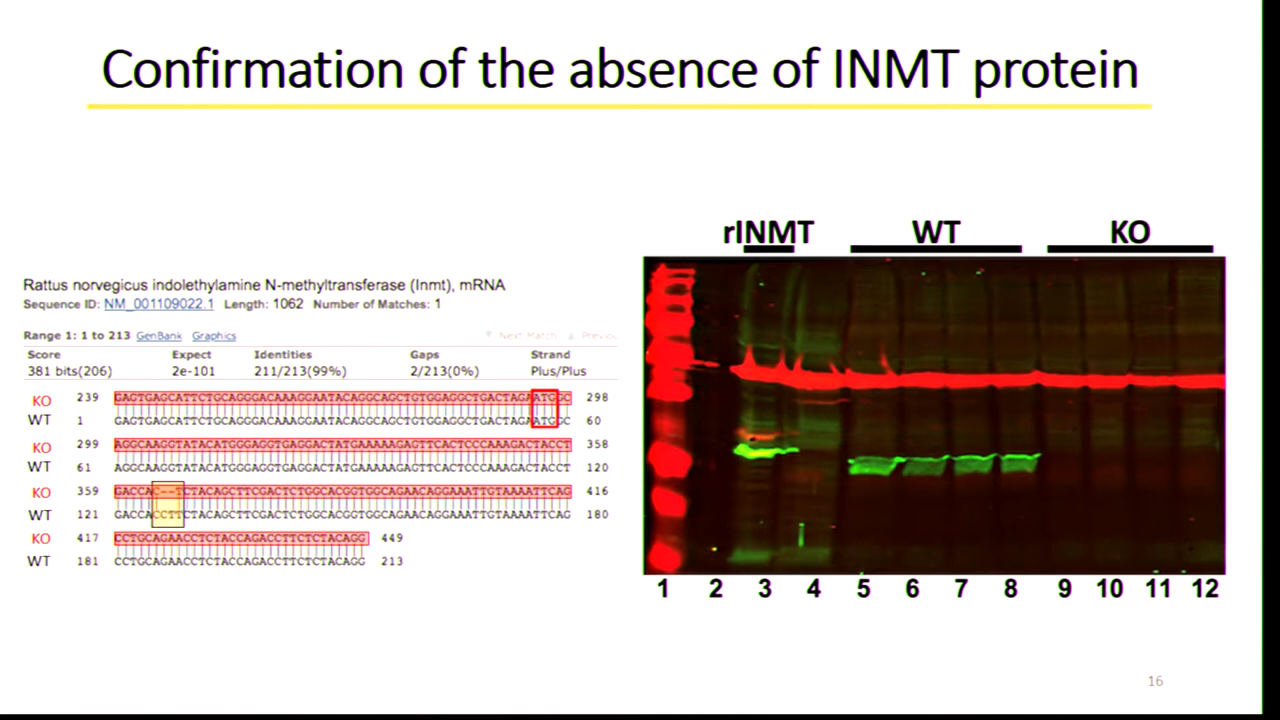 Confirmation of the absence of INMT protein
Rattus norvegicus indolethylamine N-methyltransferase (Inmt), mRNA
Sequence ID: NM_001109022.1 Length: 1062 Number of Matches: 1
Range 1: 1 to 213 GenBank Graphics Next Match
Score Expect Identities Gaps Strand
381 bits(206) 2e-101 211/213(99%) 2/213(0%) Plus/Plus
KO 239 GAGTGAGCATTCTGCAGGGACAAAGGAATACAGGCAGCTGTGGAGGCTGACTAGAATGGC 298
WT 1 GAGTGAGCATTCTGCAGGGACAAAGGAATACAGGCAGCTGTGGAGGCTGACTAGAATGGC 60
KO 299 AGGCAAGGTATACATGGGAGGTGAGGACTATGAAAAAGAGTTCACTCCCAAAGACTACCT 358
WT 61 AGGCAAGGTATACATGGGAGGTGAGGACTATGAAAAAGAGTTCACTCCCAAAGACTACCT 120
KO 359 GACCAC--TCTACAGCTTCGACTCTGGCACGGTGGCAGAACAGGAAATTGTAAAATTCAG 416
WT 121 GACCACCTTCTACAGCTTCGACTCTGGCACGGTGGCAGAACAGGAAATTGTAAAATTCAG 180
KO 417 CCTGCAGAACCTCTACCAGACCTTCTCTACAGG 449
WT 181 CCTGCAGAACCTCTACCAGACCTTCTCTACAGG 213
rINMT WT KO
1 2 3 4 5 6 7 8 9 10 11 12
16